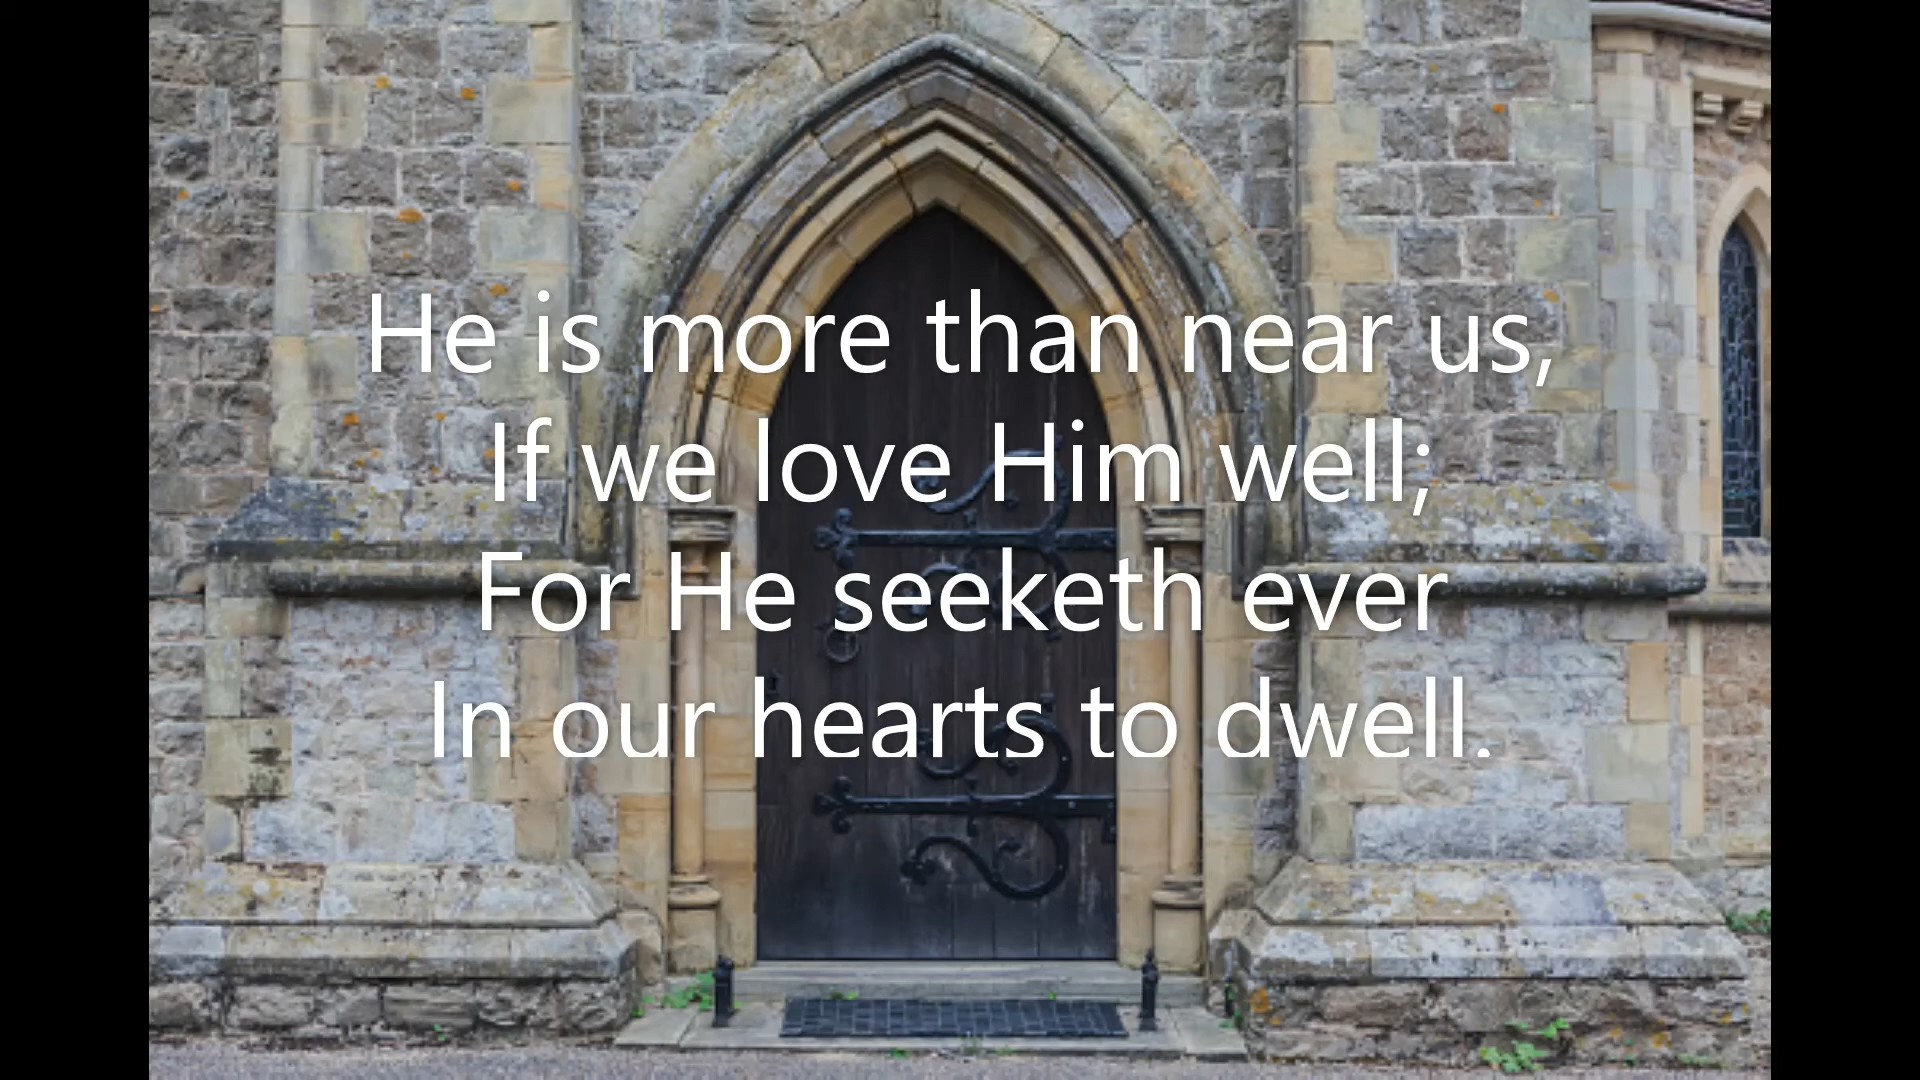 He is more than near us,
If we love Him well;
For He seeketh ever
In our hearts to dwell.